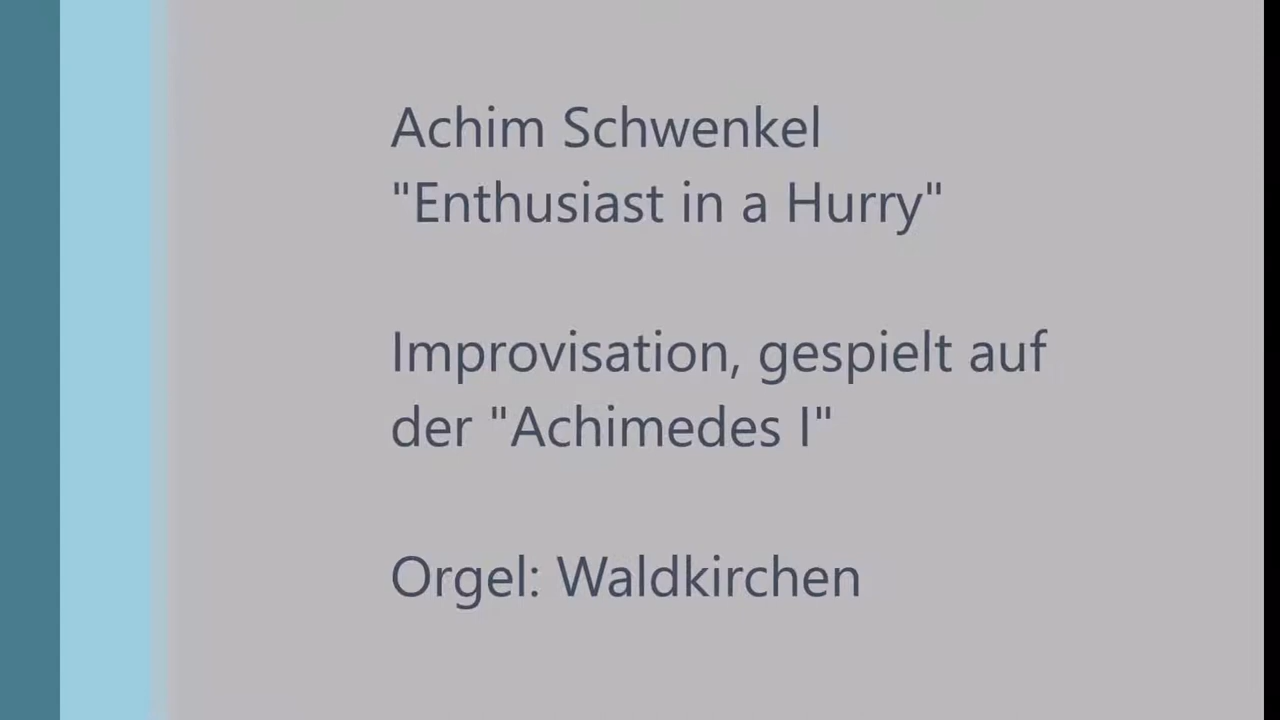 Achim Schwenkel
"Enthusiast in a Hurry"
Improvisation, gespielt auf
der "Achimedes I"
Orgel: Waldkirchen